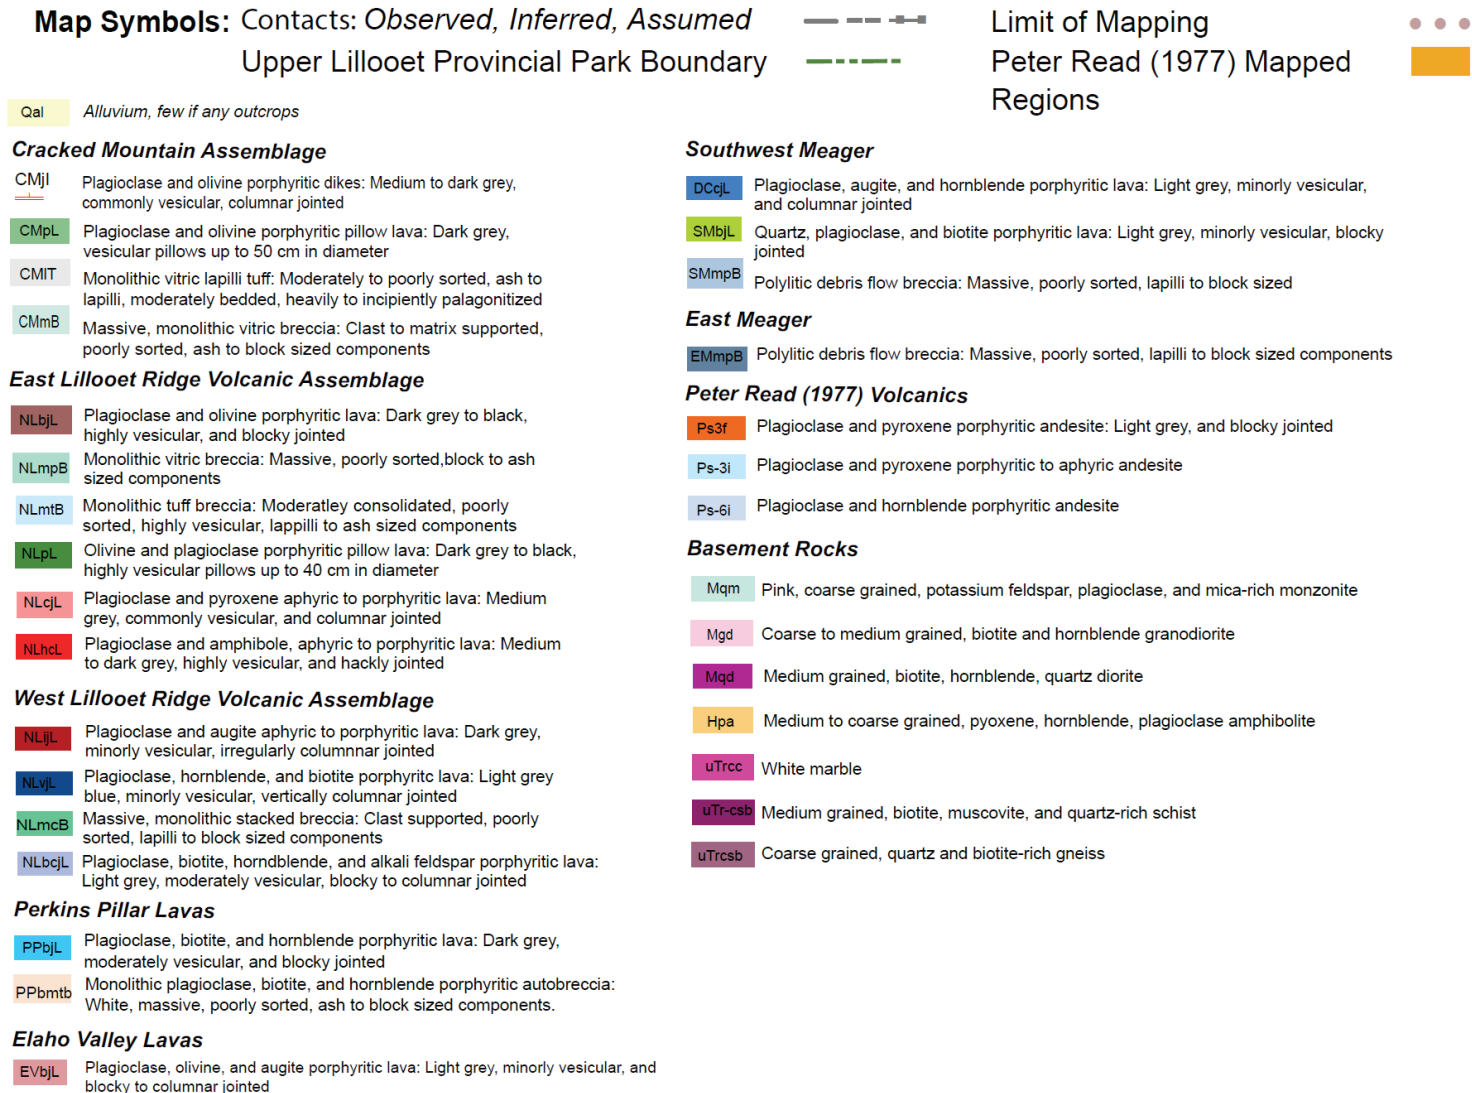 Map Symbols: Contacts: Observed, Inferred, Assumed
Upper Lillooet Provincial Park Boundary
Limit of Mapping
Peter Read (1977) Mapped
Regions
Qal Alluvium, few if any outcrops
Cracked Mountain Assemblage
CMjl Plagioclase and olivine porphyritic dikes: Medium to dark grey,
commonly vesicular, columnar jointed
CMpL Plagioclase and olivine porphyritic pillow lava: Dark grey,
vesicular pillows up to 50 cm in diameter
CMlT Monolithic vitric lapilli tuff: Moderately to poorly sorted, ash to
lapilli, moderately bedded, heavily to incipiently palagonitized
CMmB Massive, monolithic vitric breccia: Clast to matrix supported,
poorly sorted, ash to block sized components
East Lillooet Ridge Volcanic Assemblage
NLbjL Plagioclase and olivine porphyritic lava: Dark grey to black,
highly vesicular, and blocky jointed
NLmpB Monolithic vitric breccia: Massive, poorly sorted,block to ash
sized components
NLmtB Monolithic tuff breccia: Moderatley consolidated, poorly
sorted, highly vesicular, lappilli to ash sized components
NLpL Olivine and plagioclase porphyritic pillow lava: Dark grey to black,
highly vesicular pillows up to 40 cm in diameter
NLcjL Plagioclase and pyroxene aphyric to porphyritic lava: Medium
grey, commonly vesicular, and columnar jointed
NLhcL Plagioclase and amphibole, aphyric to porphyritic lava: Medium
to dark grey, highly vesicular, and hackly jointed
West Lillooet Ridge Volcanic Assemblage
NLijL Plagioclase and augite aphyric to porphyritic lava: Dark grey,
minorly vesicular, irregularly columnnar jointed
NLvjL Plagioclase, hornblende, and biotite porphyritc lava: Light grey
blue, minorly vesicular, vertically columnar jointed
NLmcB Massive, monolithic stacked breccia: Clast supported, poorly
sorted, lapilli to block sized components
NLbcjL Plagioclase, biotite, horndblende, and alkali feldspar porphyritic lava:
Light grey, moderately vesicular, blocky to columnar jointed
Perkins Pillar Lavas
PPbjL Plagioclase, biotite, and hornblende porphyritic lava: Dark grey,
moderately vesicular, and blocky jointed
PPbmtb Monolithic plagioclase, biotite, and hornblende porphyritic autobreccia:
White, massive, poorly sorted, ash to block sized components.
Elaho Valley Lavas
EVbjL Plagioclase, olivine, and augite porphyritic lava: Light grey, minorly vesicular, and
blocky to columnar jointed
Southwest Meager
DCcjL Plagioclase, augite, and hornblende porphyritic lava: Light grey, minorly vesicular,
and columnar jointed
SMbjL Quartz, plagioclase, and biotite porphyritic lava: Light grey, minorly vesicular, blocky
jointed
SMmpB Polylitic debris flow breccia: Massive, poorly sorted, lapilli to block sized
East Meager
EMmpB Polylitic debris flow breccia: Massive, poorly sorted, lapilli to block sized components
Peter Read (1977) Volcanics
Ps3f Plagioclase and pyroxene porphyritic andesite: Light grey, and blocky jointed
Ps-3i Plagioclase and pyroxene porphyritic to aphyric andesite
Ps-6i Plagioclase and hornblende porphyritic andesite
Basement Rocks
Mqm Pink, coarse grained, potassium feldspar, plagioclase, and mica-rich monzonite
Mgd Coarse to medium grained, biotite and hornblende granodiorite
Mqd Medium grained, biotite, hornblende, quartz diorite
Hpa Medium to coarse grained, pyoxene, hornblende, plagioclase amphibolite
uTrcc White marble
uTr-csb Medium grained, biotite, muscovite, and quartz-rich schist
uTrcsb Coarse grained, quartz and biotite-rich gneiss